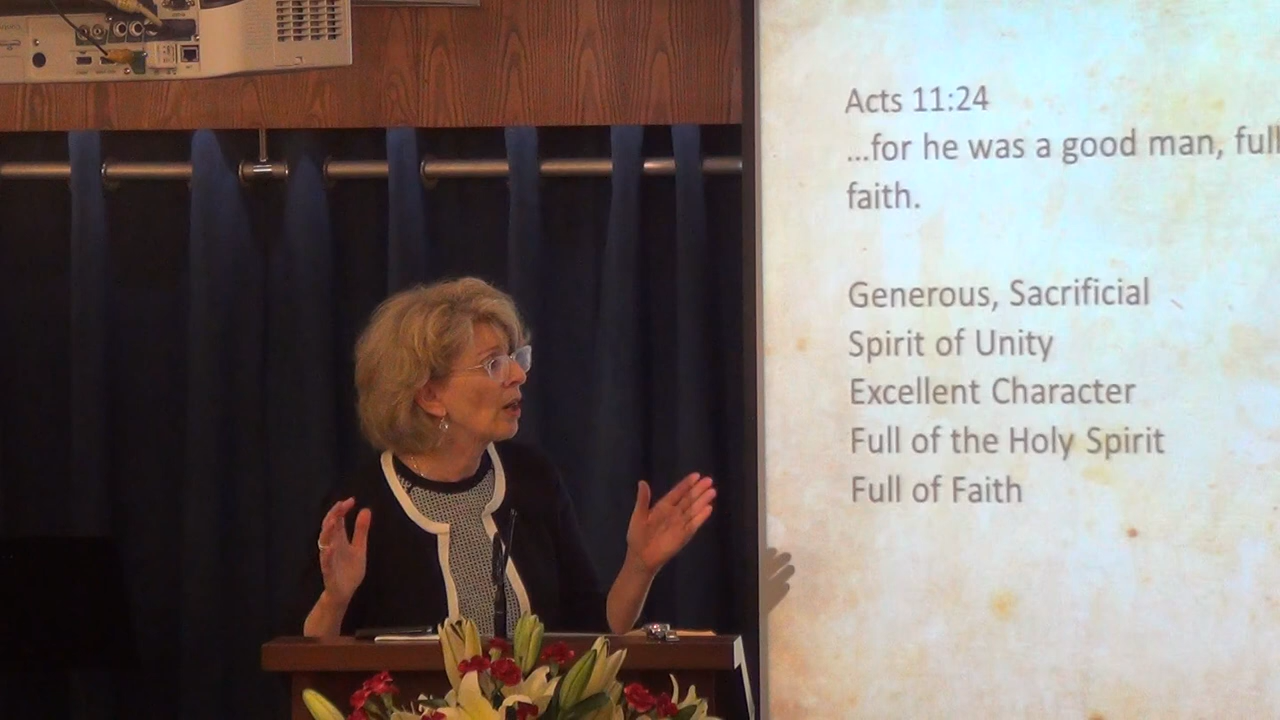 Acts 11:24
...for he was a good man, full
faith.
Generous, Sacrificial
Spirit of Unity
Excellent Character
Full of the Holy Spirit
Full of Faith